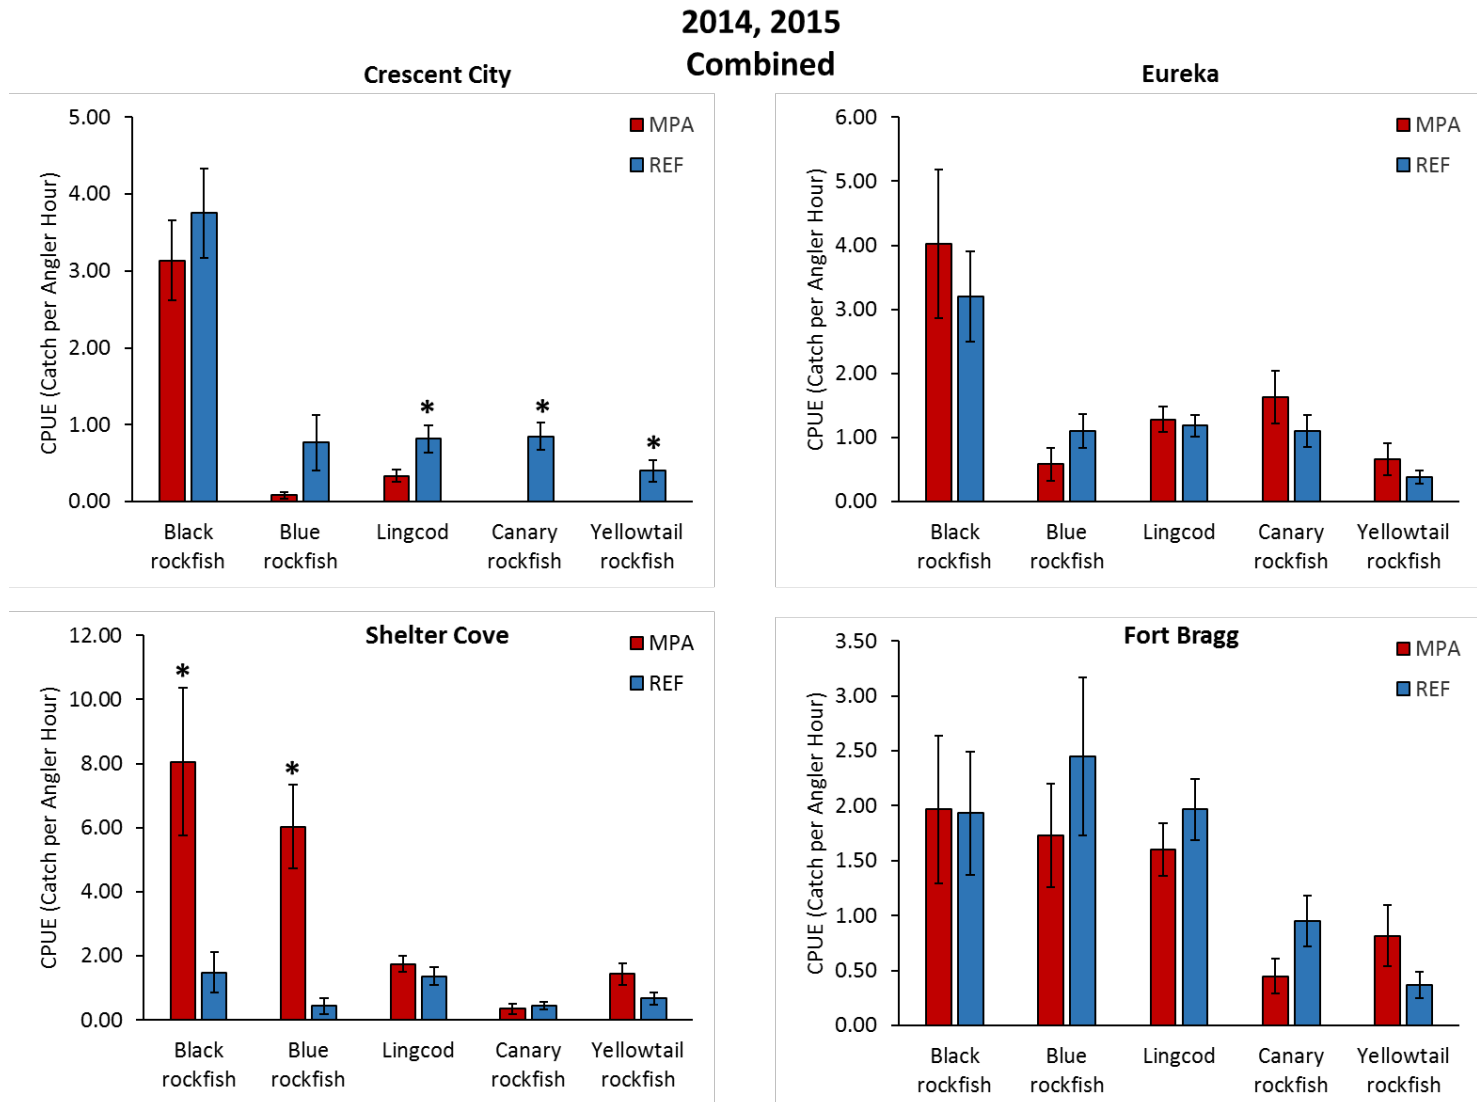 2014, 2015
Combined
Crescent City
CPUE (Catch per Angler Hour)
5.00
4.00
3.00
2.00
1.00
0.00
MPA
REF
*
*
*
Black rockfish
Blue rockfish
Lingcod
Canary rockfish
Yellowtail rockfish
Eureka
CPUE (Catch per Angler Hour)
6.00
5.00
4.00
3.00
2.00
1.00
0.00
MPA
REF
Black rockfish
Blue rockfish
Lingcod
Canary rockfish
Yellowtail rockfish
Shelter Cove
CPUE (Catch per Angler Hour)
12.00
10.00
8.00
6.00
4.00
2.00
0.00
MPA
REF
*
*
Black rockfish
Blue rockfish
Lingcod
Canary rockfish
Yellowtail rockfish
Fort Bragg
CPUE (Catch per Angler Hour)
3.50
3.00
2.50
2.00
1.50
1.00
0.50
0.00
MPA
REF
Black rockfish
Blue rockfish
Lingcod
Canary rockfish
Yellowtail rockfish